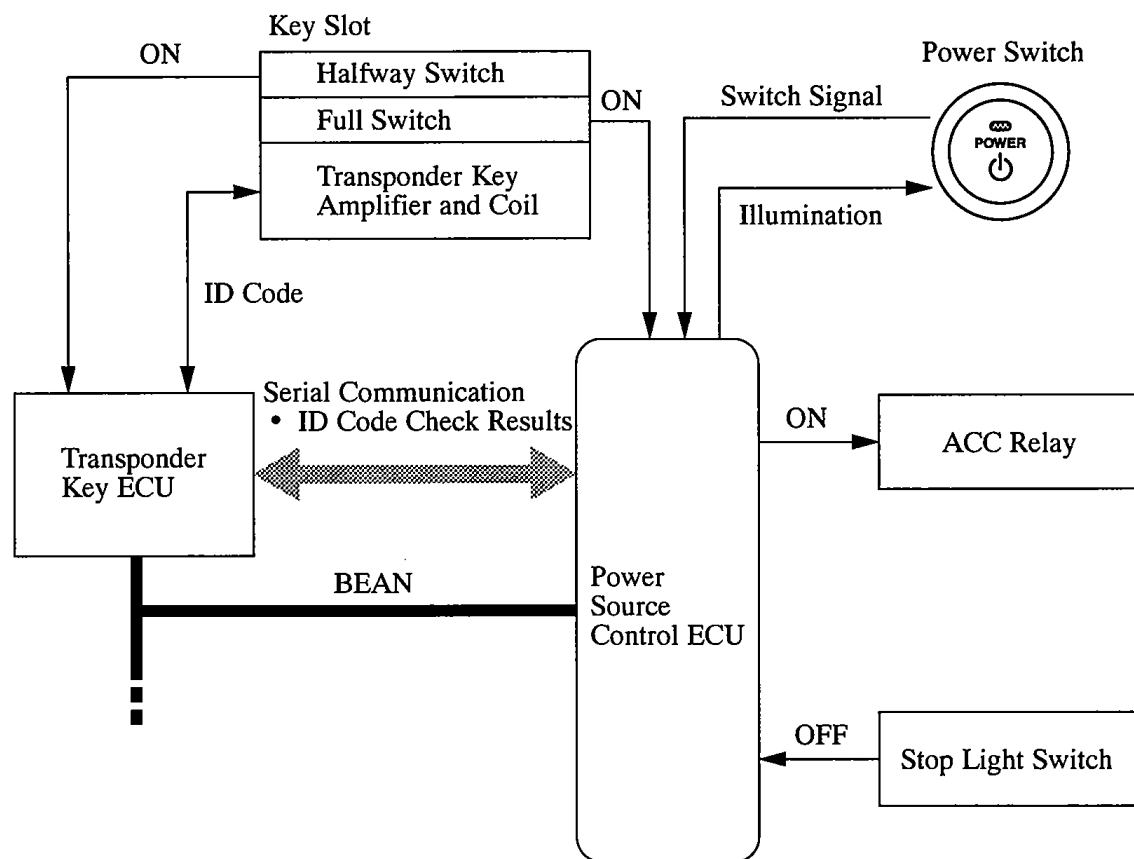 Key Slot
ON
Halfway Switch
Full Switch
ON
Transponder Key
Amplifier and Coil
Power Switch
Switch Signal
POWER
Illumination
ID Code
Serial Communication
• ID Code Check Results
Transponder
Key ECU
ON
ACC Relay
BEAN
Power
Source
Control ECU
OFF
Stop Light Switch